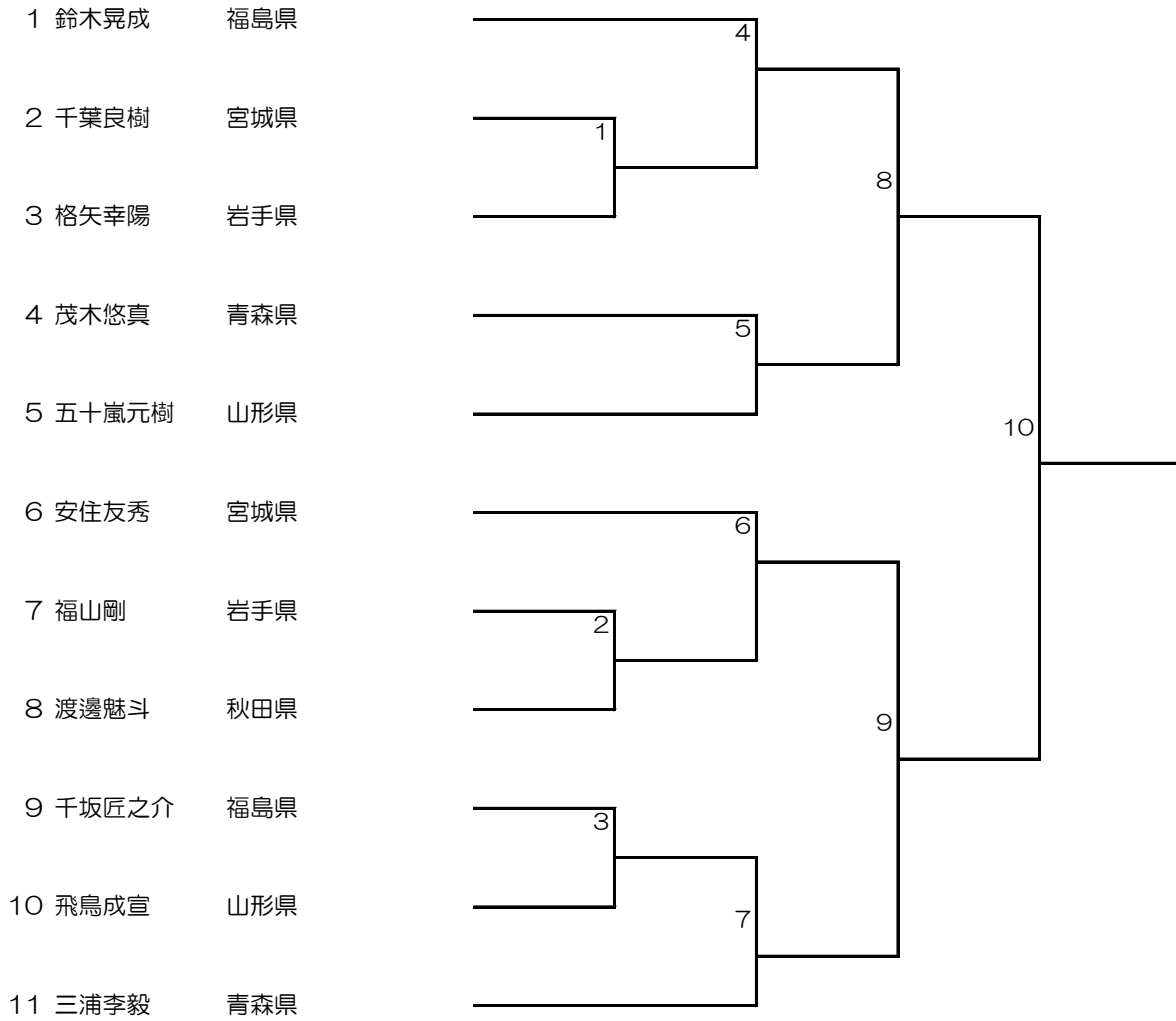 1 鈴木晃成 福島県
4
2 千葉良樹 宮城県
1
8
3 格矢幸陽 岩手県
4 茂木悠真 青森県
5
5 五十嵐元樹 山形県
10
6 安住友秀 宮城県
6
7 福山剛 岩手県
2
8 渡邊魅斗 秋田県
9
9 千坂匠之介 福島県
3
10 飛鳥成宣 山形県
7
11 三浦李毅 青森県